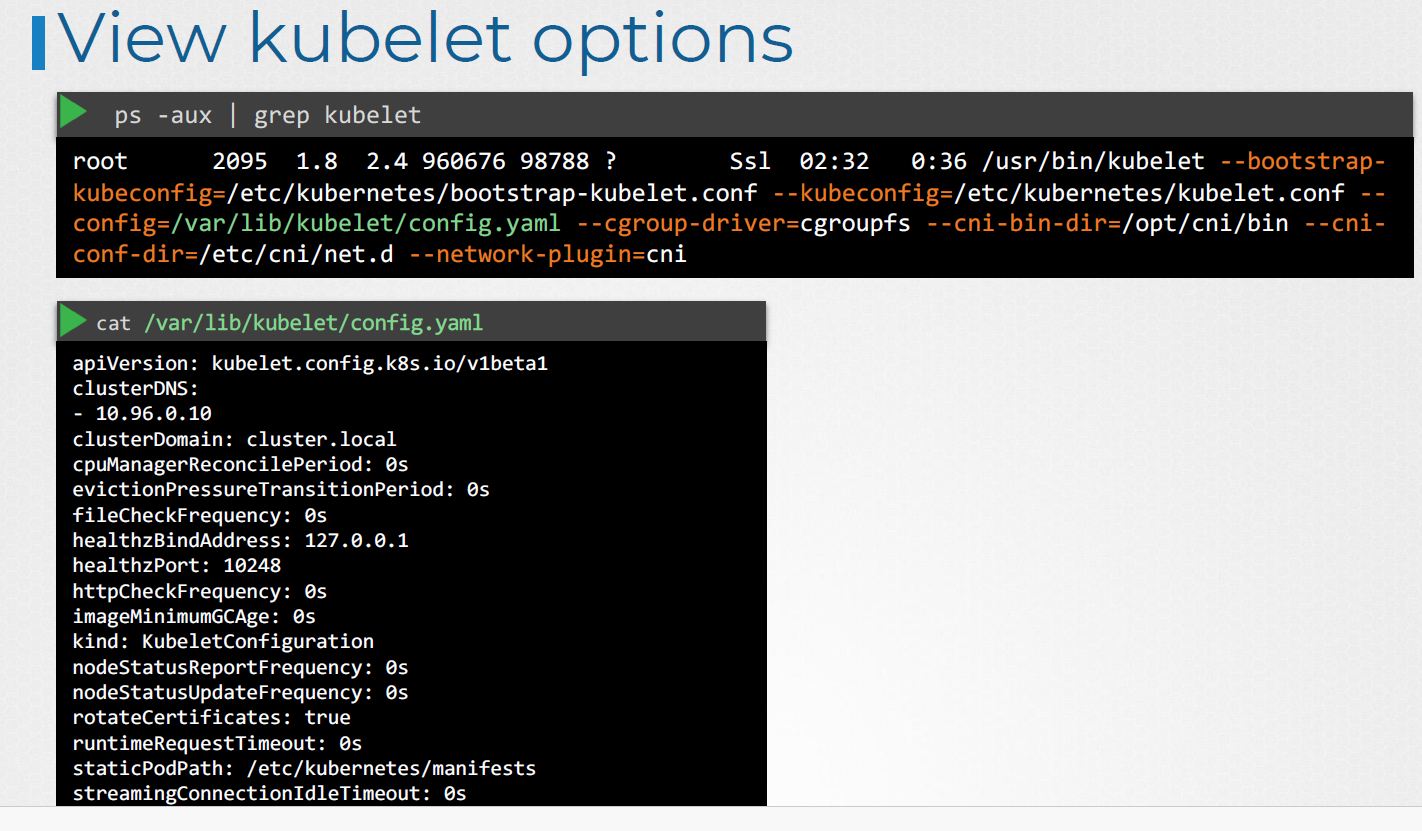 View kubelet options
ps -aux | grep kubelet
root      2095  1.8  2.4 960676 98788 ?        Ssl  02:32   0:36 /usr/bin/kubelet --bootstrap-
kubeconfig=/etc/kubernetes/bootstrap-kubelet.conf --kubeconfig=/etc/kubernetes/kubelet.conf --
config=/var/lib/kubelet/config.yaml --cgroup-driver=cgroupfs --cni-bin-dir=/opt/cni/bin --cni-
conf-dir=/etc/cni/net.d --network-plugin=cni
cat /var/lib/kubelet/config.yaml
apiVersion: kubelet.config.k8s.io/v1beta1
clusterDNS:
- 10.96.0.10
clusterDomain: cluster.local
cpuManagerReconcilePeriod: 0s
evictionPressureTransitionPeriod: 0s
fileCheckFrequency: 0s
healthzBindAddress: 127.0.0.1
healthzPort: 10248
httpCheckFrequency: 0s
imageMinimumGCAge: 0s
kind: KubeletConfiguration
nodeStatusReportFrequency: 0s
nodeStatusUpdateFrequency: 0s
rotateCertificates: true
runtimeRequestTimeout: 0s
staticPodPath: /etc/kubernetes/manifests
streamingConnectionIdleTimeout: 0s